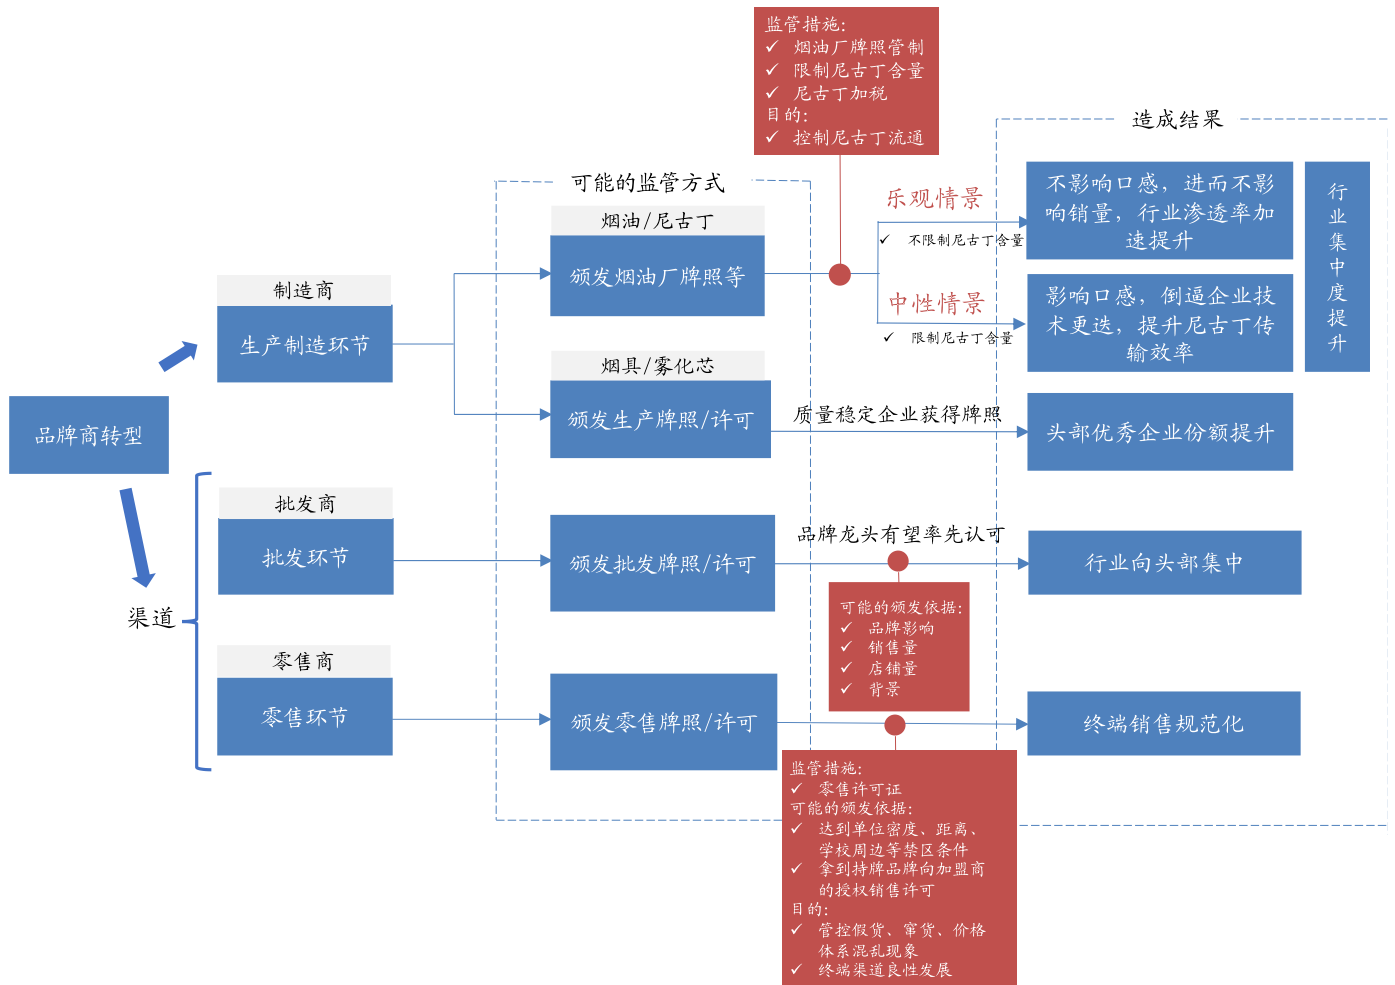 监管措施：
✓ 烟油厂牌照管制
✓ 限制尼古丁含量
✓ 尼古丁加税
目的：
✓ 控制尼古丁流通
造成结果
可能的监管方式
烟油/尼古丁
颁发烟油厂牌照等
乐观情景
✓ 不限制尼古丁含量
中性情景
✓ 限制尼古丁含量
不影响口感，进而不影
响销量，行业渗透率加
速提升
影响口感，倒逼企业技
术更迭，提升尼古丁传
输效率
行
业
集
中
度
提
升
制造商
生产制造环节
烟具/雾化芯
颁发生产牌照/许可
质量稳定企业获得牌照
头部优秀企业份额提升
品牌商转型
批发商
批发环节
颁发批发牌照/许可
品牌龙头有望率先认可
行业向头部集中
可能的颁发依据：
✓ 品牌影响
✓ 销售量
✓ 店铺量
✓ 背景
渠道
零售商
零售环节
颁发零售牌照/许可
终端销售规范化
监管措施：
✓ 零售许可证
可能的颁发依据：
✓ 达到单位密度、距离、
学校周边等禁区条件
✓ 拿到持牌品牌向加盟商
的授权销售许可
目的：
✓ 管控假货、窜货、价格
体系混乱现象
✓ 终端渠道良性发展